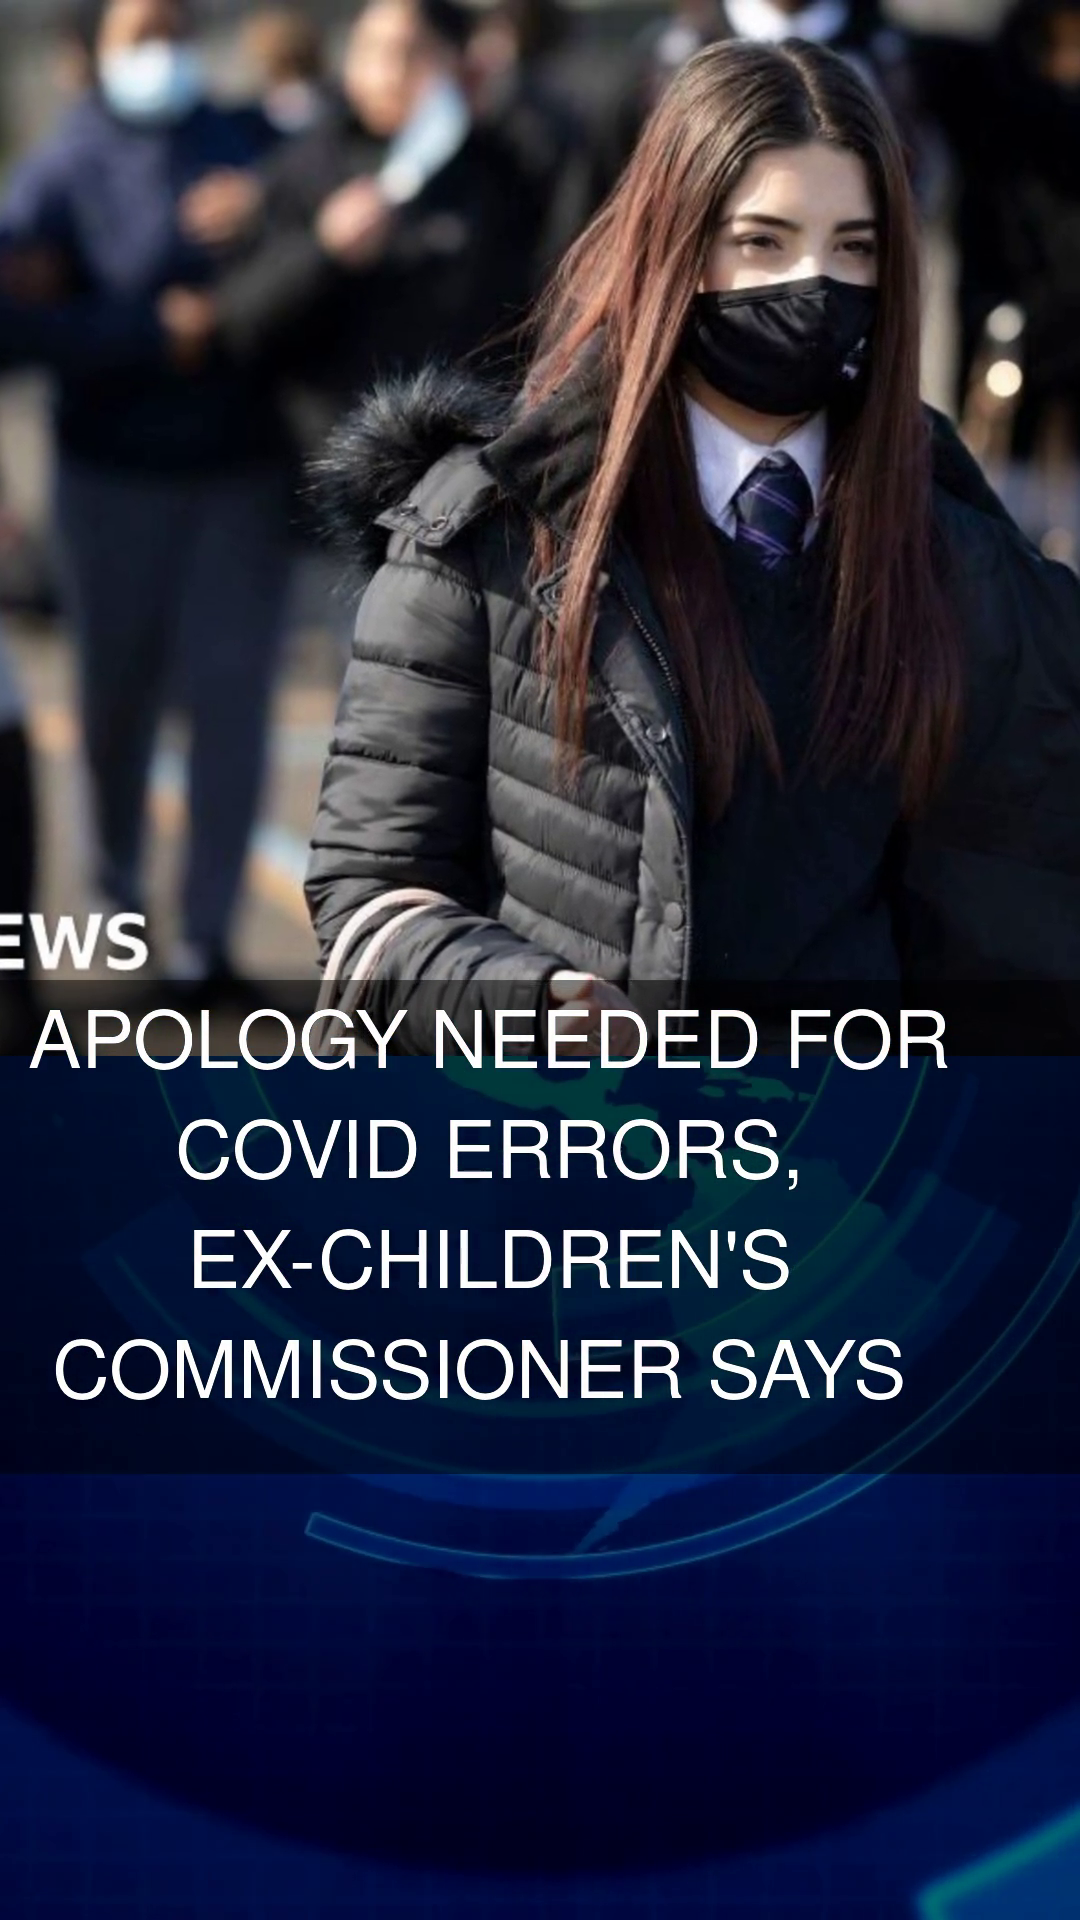 EWS
APOLOGY NEEDED FOR
COVID ERRORS,
EX-CHILDREN'S
COMMISSIONER SAYS